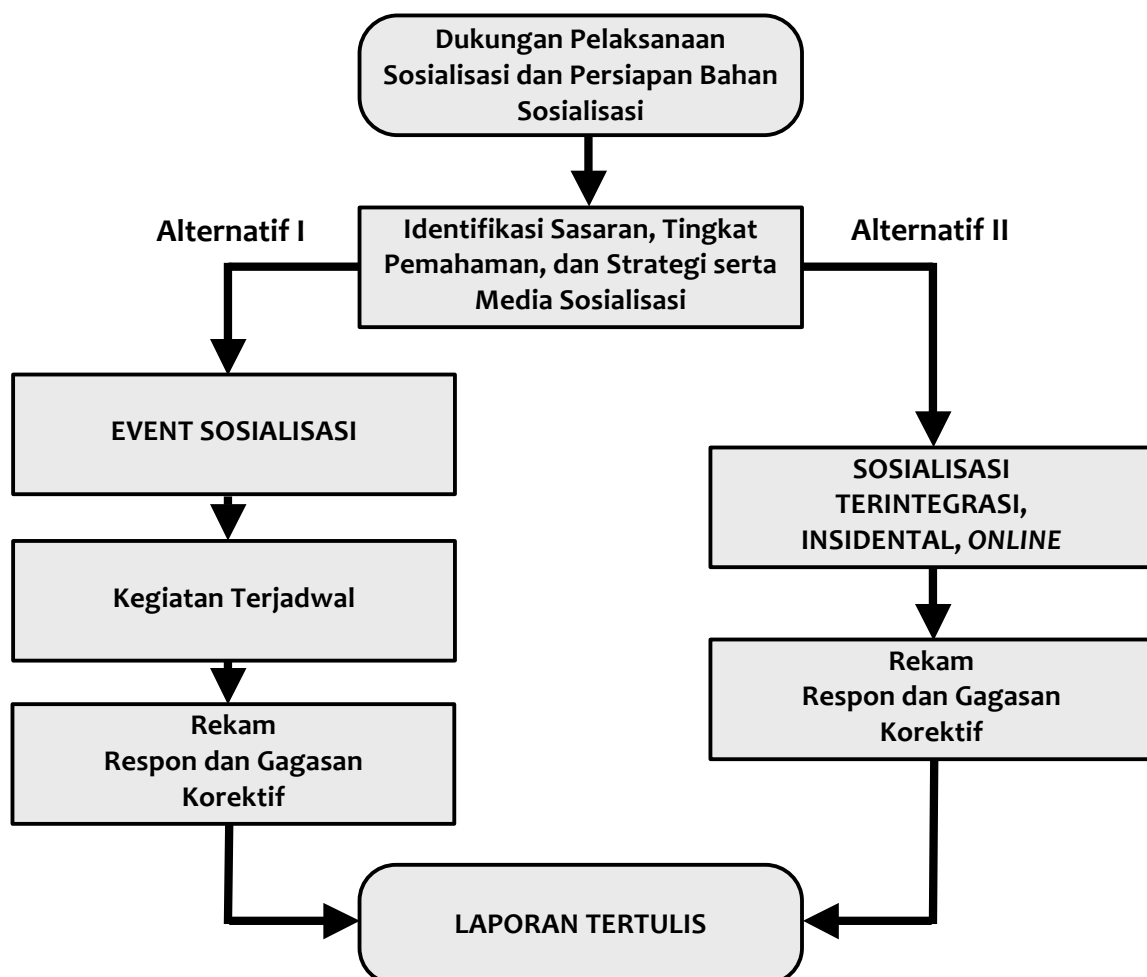 Dukungan Pelaksanaan
Sosialisasi dan Persiapan Bahan
Sosialisasi
Alternatif I
Identifikasi Sasaran, Tingkat
Pemahaman, dan Strategi serta
Media Sosialisasi
Alternatif II
EVENT SOSIALISASI
Kegiatan Terjadwal
Rekam
Respon dan Gagasan
Korektif
SOSIALISASI
TERINTEGRASI,
INSIDENTAL, ONLINE
Rekam
Respon dan Gagasan
Korektif
LAPORAN TERTULIS